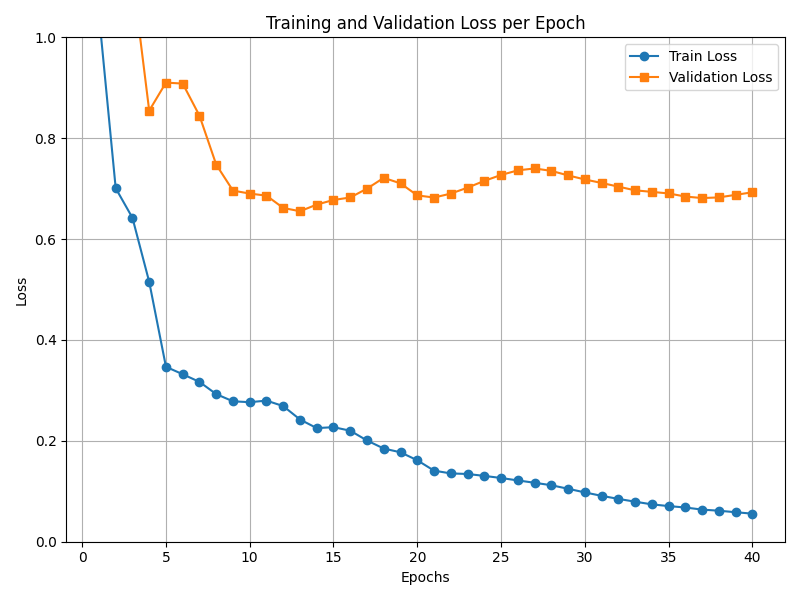 Training and Validation Loss per Epoch
Train Loss
Validation Loss
1.0
0.8
0.6
0.4
0.2
0.0
Loss
0 5 10 15 20 25 30 35 40
Epochs